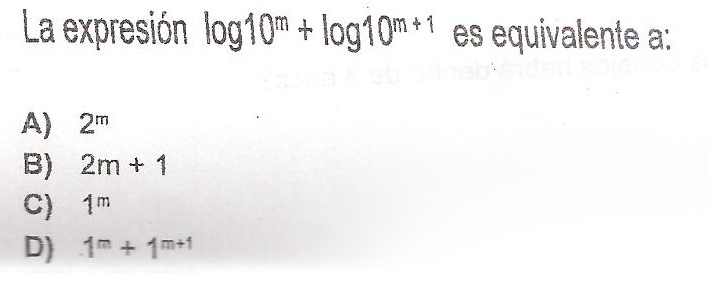 La expresión log10ᵐ + log10ᵐ⁺¹ es equivalente a:
A) 2ᵐ
B) 2m + 1
C) 1ᵐ
D) 1ᵐ + 1ᵐ⁺¹